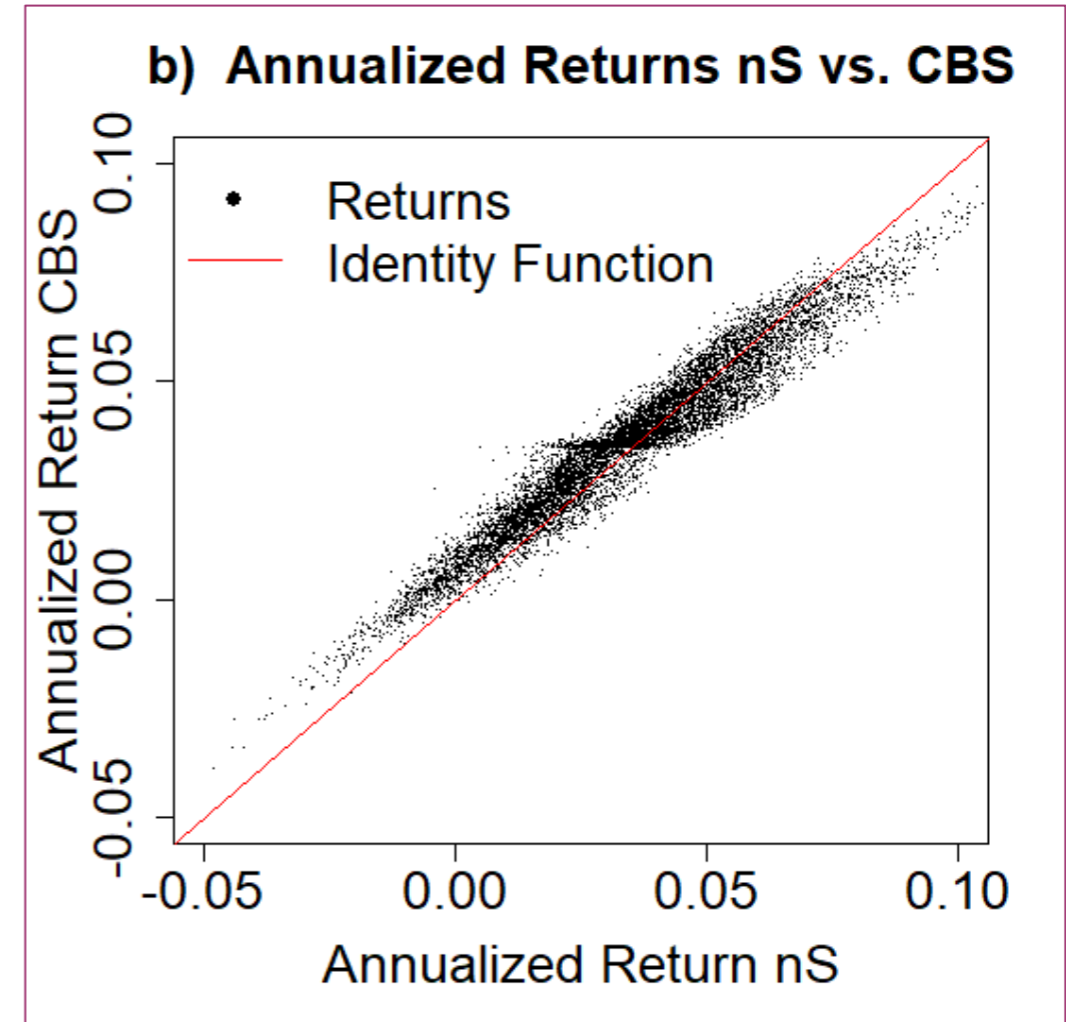 b) Annualized Returns nS vs. CBS
Returns
Identity Function
Annualized Return CBS
0.10
0.05
0.00
-0.05
-0.05 0.00 0.05 0.10
Annualized Return nS